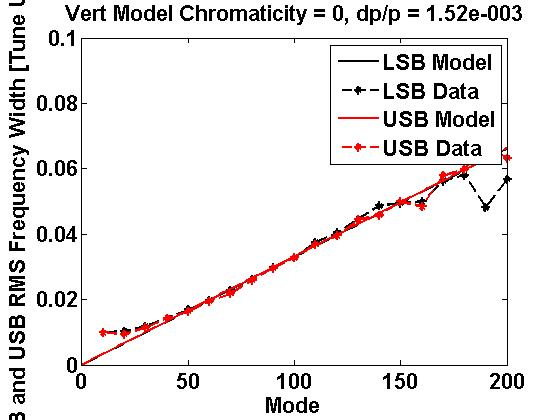 Vert Model Chromaticity = 0, dp/p = 1.52e-003
and USB RMS Frequency Width [Tune
0.1
0.08
0.06
0.04
0.02
0
LSB Model
LSB Data
USB Model
USB Data
0 50 100 150 200
Mode